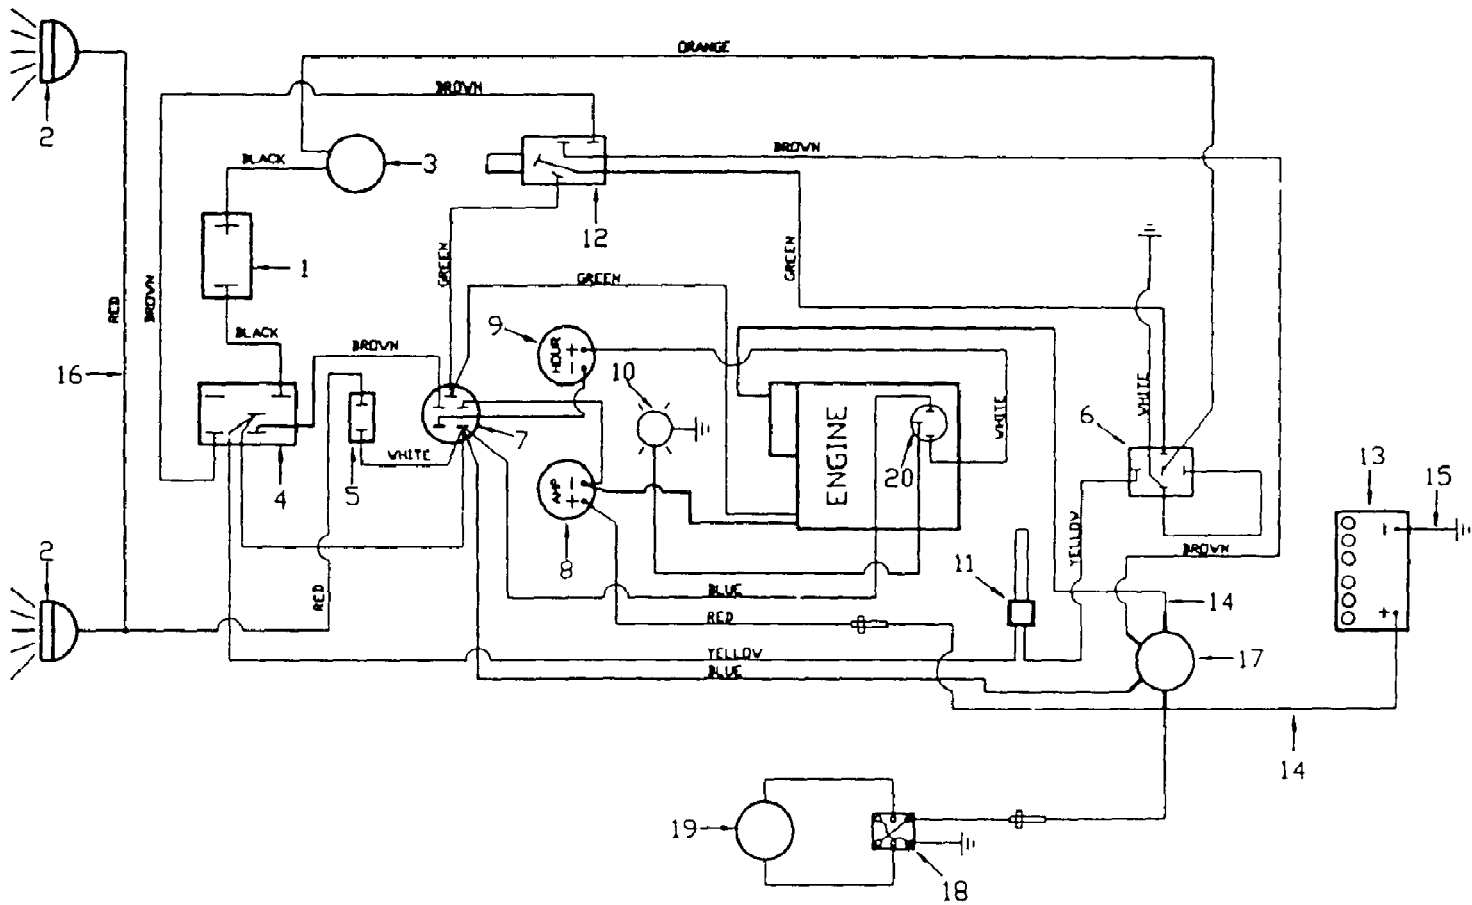 ORANGE
BROWN
2
BLACK
3
BROWN
12
1
GREEN
GREEN
GREEN
BROWN
RED
BLACK
BROWN
9
HOUR
+
-
10
16
WHITE
WHITE
6
7
WHITE
ENGINE
20
13
15
4
5
AMP
-
+
8
2
11
YELLOW
BROWN
RED
BLUE
RED
14
+
YELLOW
BLUE
17
14
19
18